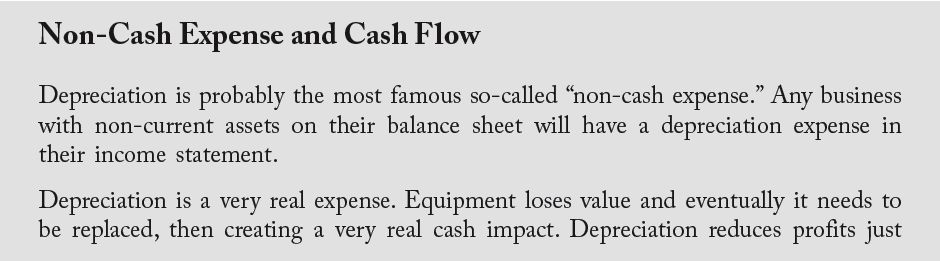 Non-Cash Expense and Cash Flow
Depreciation is probably the most famous so-called “non-cash expense.” Any business
with non-current assets on their balance sheet will have a depreciation expense in
their income statement.
Depreciation is a very real expense. Equipment loses value and eventually it needs to
be replaced, then creating a very real cash impact. Depreciation reduces profits just